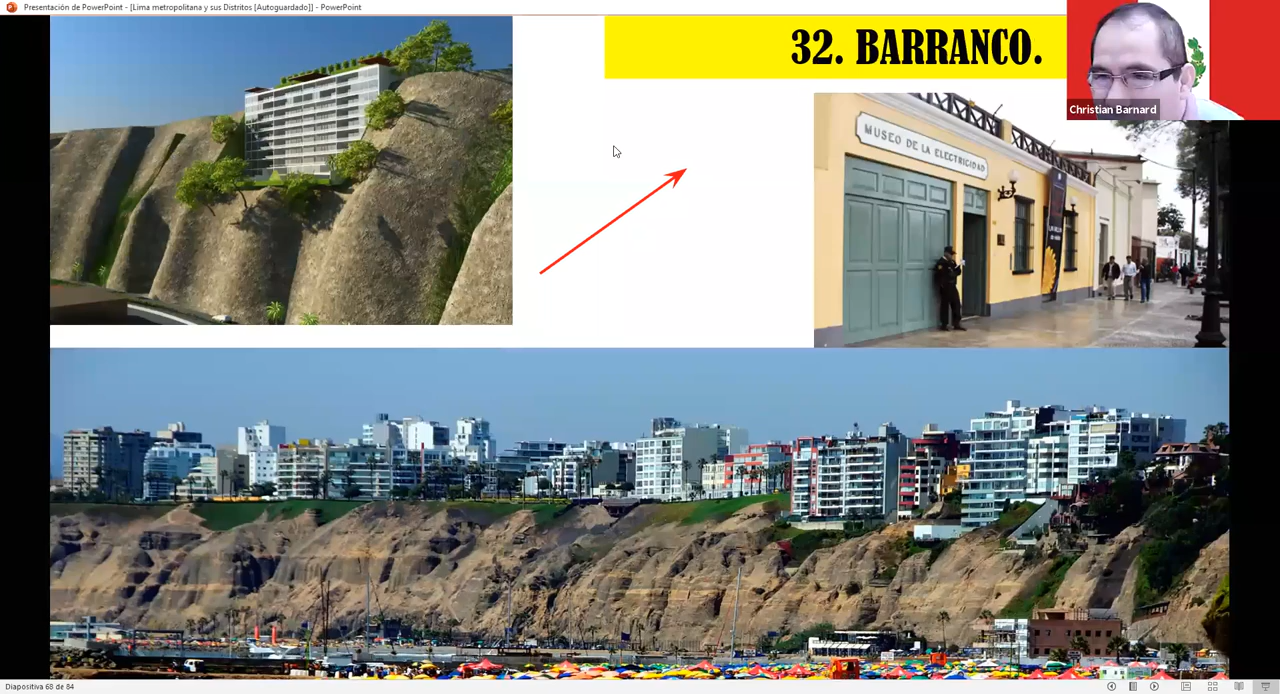 Presentación de PowerPoint - [Lima metropolitana y sus Distritos [Autoguardado]] - PowerPoint
32. BARRANCO.
Christian Barnard
MUSEO DE LA ELECTRICIDAD
Diapositiva 68 de 84